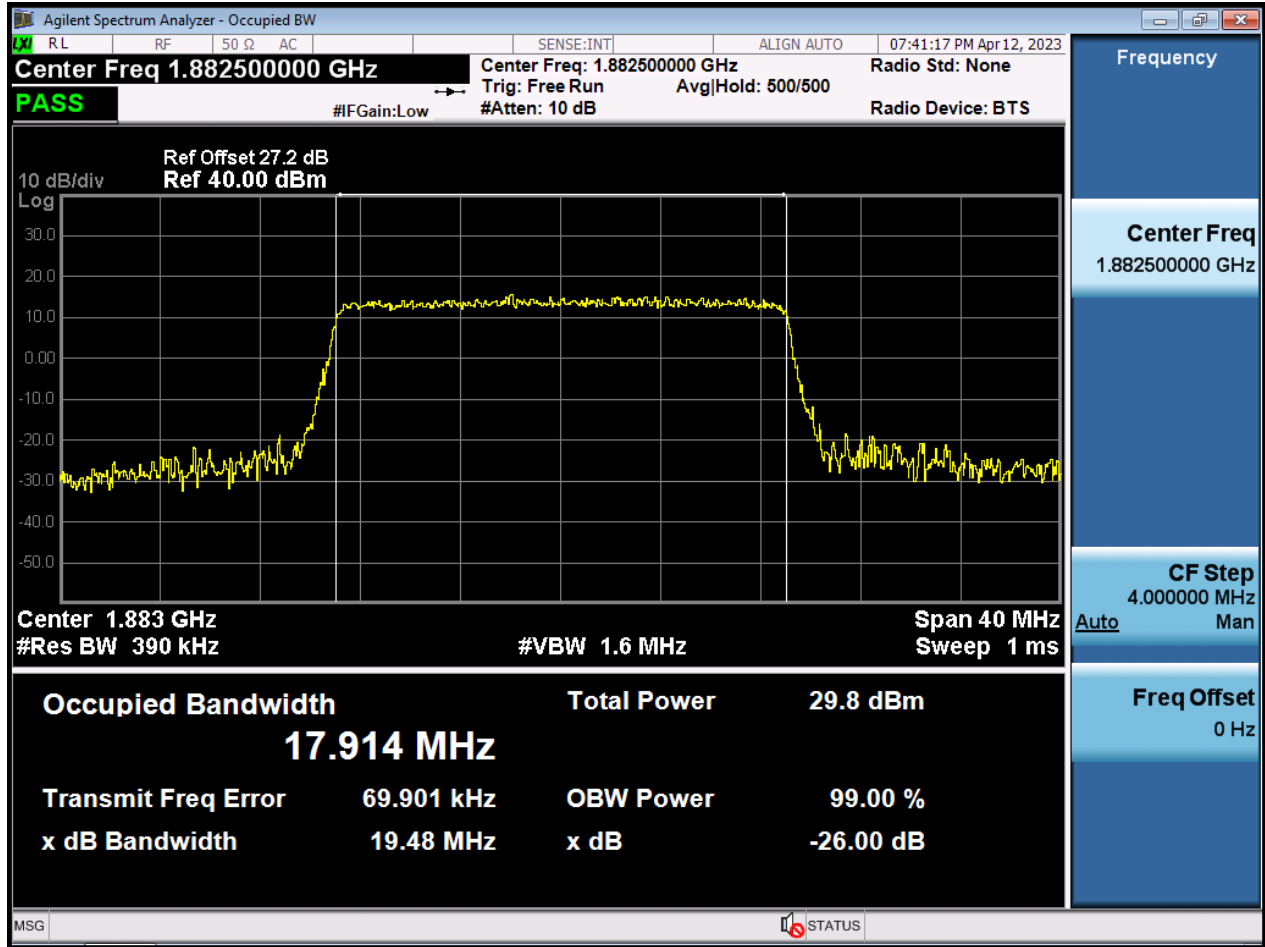 Agilent Spectrum Analyzer - Occupied BW
LXI RL RF 50 Ω AC SENSE:INT ALIGN AUTO 07:41:17 PM Apr 12, 2023
Center Freq 1.882500000 GHz
Center Freq: 1.882500000 GHz Radio Std: None
Trig: Free Run Avg|Hold: 500/500
PASS #IFGain:Low #Atten: 10 dB Radio Device: BTS
Ref Offset 27.2 dB
10 dB/div Ref 40.00 dBm
Log
30.0
20.0
10.0
0.00
-10.0
-20.0
-30.0
-40.0
-50.0
Center 1.883 GHz Span 40 MHz
#Res BW 390 kHz #VBW 1.6 MHz Sweep 1 ms
Occupied Bandwidth Total Power 29.8 dBm
17.914 MHz
Transmit Freq Error 69.901 kHz OBW Power 99.00 %
x dB Bandwidth 19.48 MHz x dB -26.00 dB
MSG STATUS
Frequency
Center Freq
1.882500000 GHz
CF Step
4.000000 MHz
Auto Man
Freq Offset
0 Hz